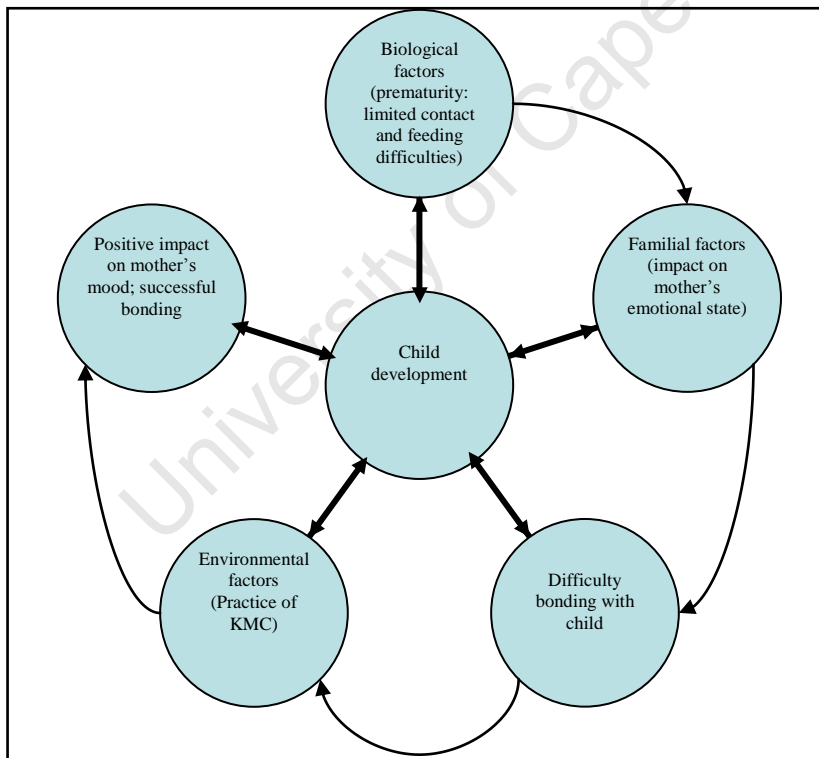 Biological
factors
(prematurity:
limited contact
and feeding
difficulties)
Positive impact
on mother's
mood; successful
bonding
Familial factors
(impact on
mother's
emotional state)
Child
development
Environmental
factors
(Practice of
KMC)
Difficulty
bonding with
child
University of Cape